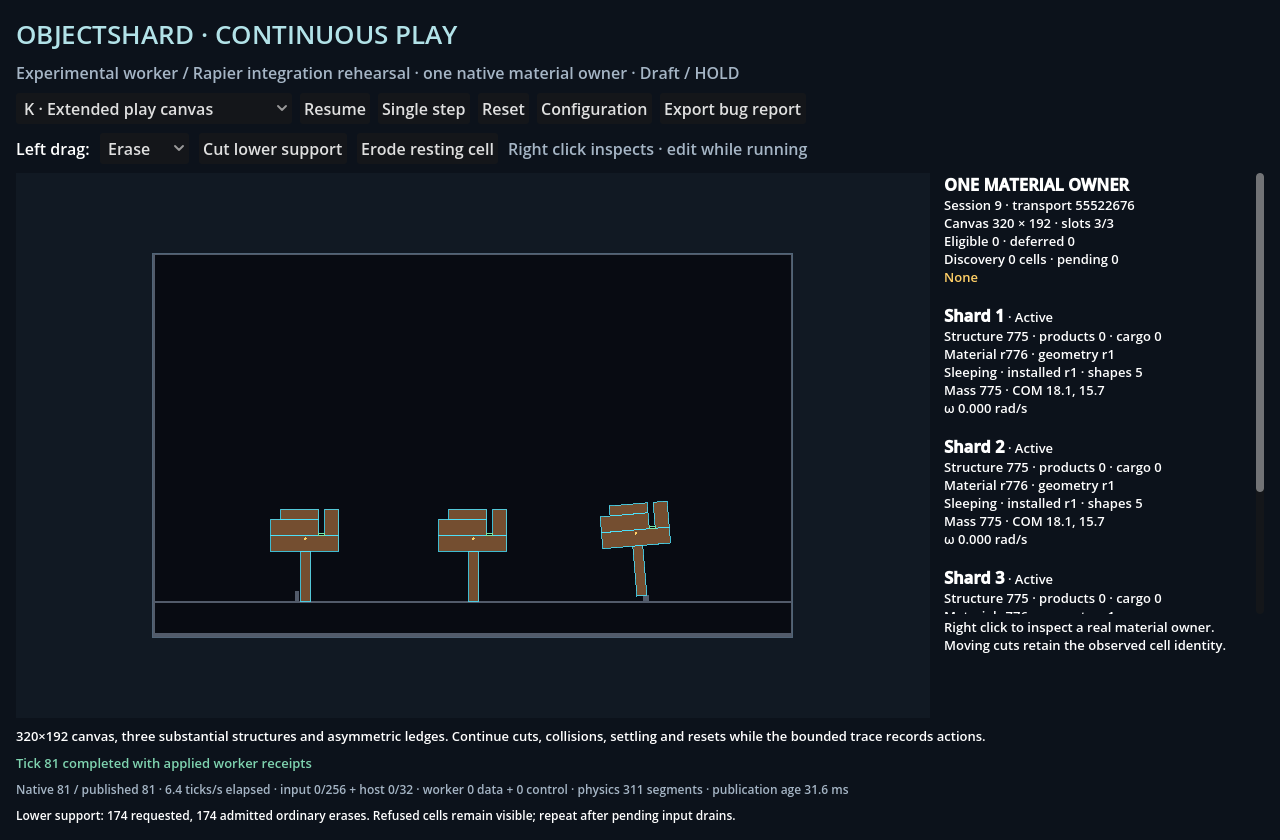 OBJECTSHARD · CONTINUOUS PLAY
Experimental worker / Rapier integration rehearsal · one native material owner · Draft / HOLD
K · Extended play canvas Resume Single step Reset Configuration Export bug report
Left drag: Erase Cut lower support Erode resting cell Right click inspects · edit while running
ONE MATERIAL OWNER
Session 9 · transport 55522676
Canvas 320 × 192 · slots 3/3
Eligible 0 · deferred 0
Discovery 0 cells · pending 0
None
Shard 1 · Active
Structure 775 · products 0 · cargo 0
Material r776 · geometry r1
Sleeping · installed r1 · shapes 5
Mass 775 · COM 18.1, 15.7
ω 0.000 rad/s
Shard 2 · Active
Structure 775 · products 0 · cargo 0
Material r776 · geometry r1
Sleeping · installed r1 · shapes 5
Mass 775 · COM 18.1, 15.7
ω 0.000 rad/s
Shard 3 · Active
Structure 775 · products 0 · cargo 0
Right click to inspect a real material owner.
Moving cuts retain the observed cell identity.
320×192 canvas, three substantial structures and asymmetric ledges. Continue cuts, collisions, settling and resets while the bounded trace records actions.
Tick 81 completed with applied worker receipts
Native 81 / published 81 · 6.4 ticks/s elapsed · input 0/256 + host 0/32 · worker 0 data + 0 control · physics 311 segments · publication age 31.6 ms
Lower support: 174 requested, 174 admitted ordinary erases. Refused cells remain visible; repeat after pending input drains.